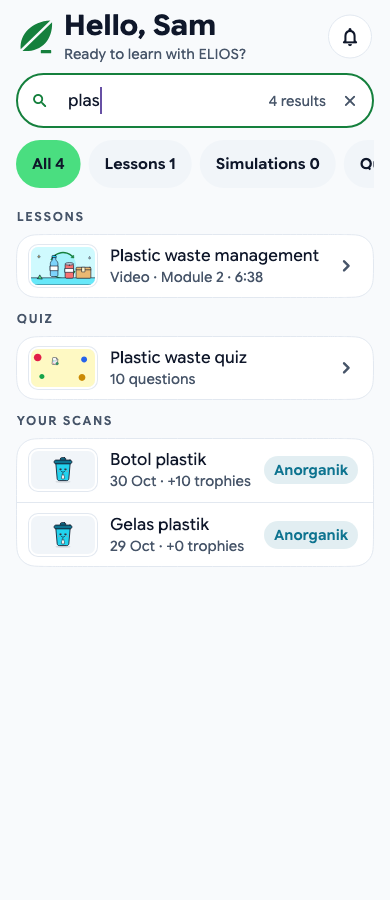 Hello, Sam
Ready to learn with ELIOS?
plas
4 results
All 4
Lessons 1
Simulations 0
LESSONS
Plastic waste management
Video · Module 2 · 6:38
QUIZ
Plastic waste quiz
10 questions
YOUR SCANS
Botol plastik
30 Oct · +10 trophies
Anorganik
Gelas plastik
29 Oct · +0 trophies
Anorganik